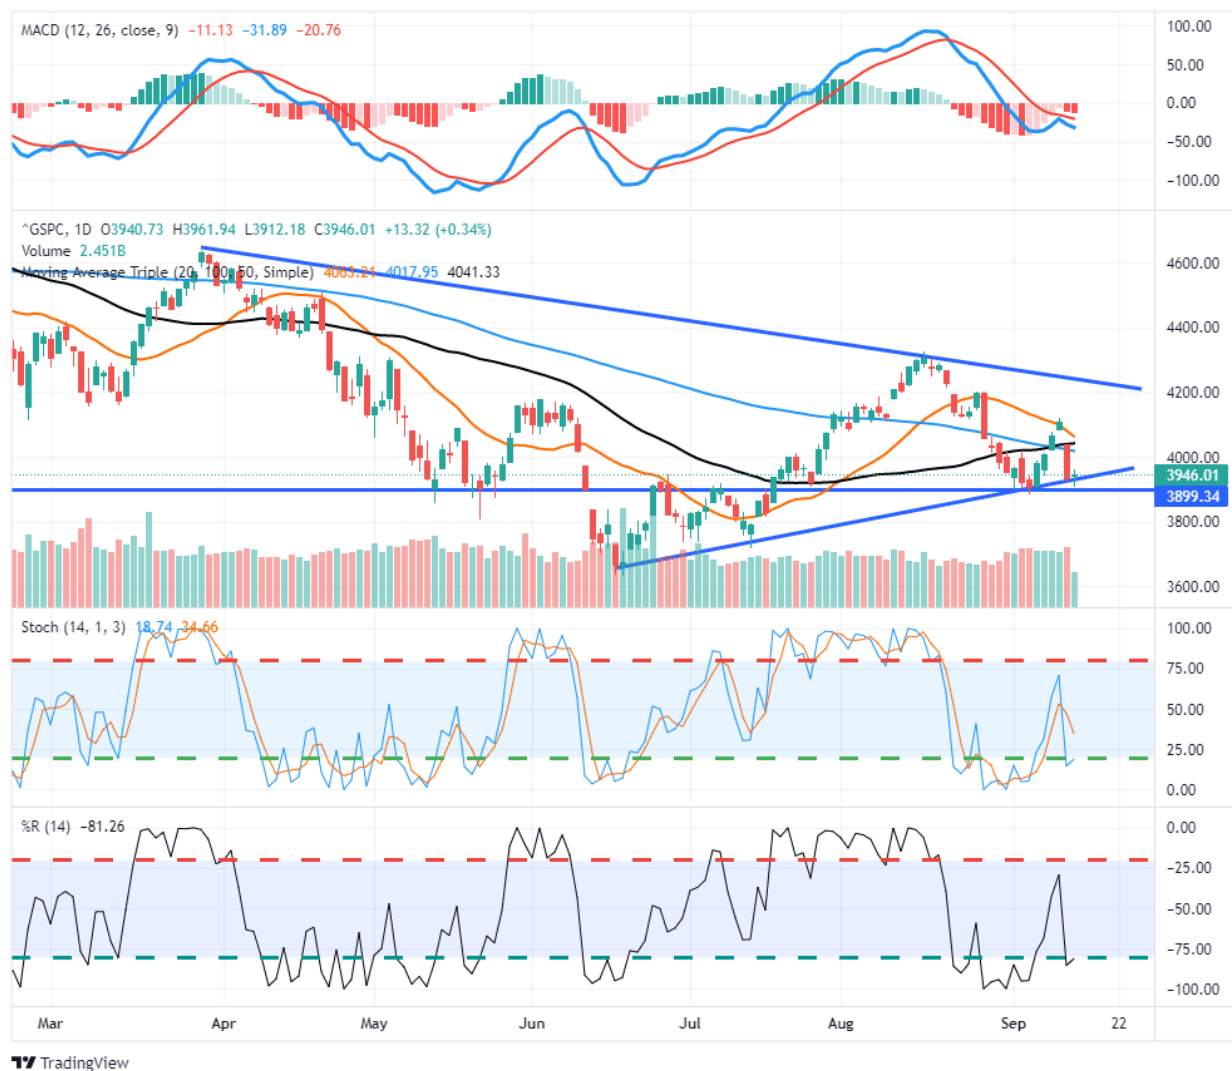 MACD (12, 26, close, 9) −11.13 −31.89 −20.76
100.00
50.00
0.00
−50.00
−100.00
^GSPC, 1D O3940.73 H3961.94 L3912.18 C3946.01 +13.32 (+0.34%)
Volume 2.451B
Moving Average Triple (20, 100, 50, Simple) 4063.21 4017.95 4041.33
4600.00
4400.00
4200.00
4000.00
3946.01
3899.34
3800.00
3600.00
Stoch (14, 1, 3) 18.74 34.66
100.00
75.00
50.00
25.00
0.00
%R (14) −81.26
0.00
−25.00
−50.00
−75.00
−100.00
Mar Apr May Jun Jul Aug Sep 22
TradingView